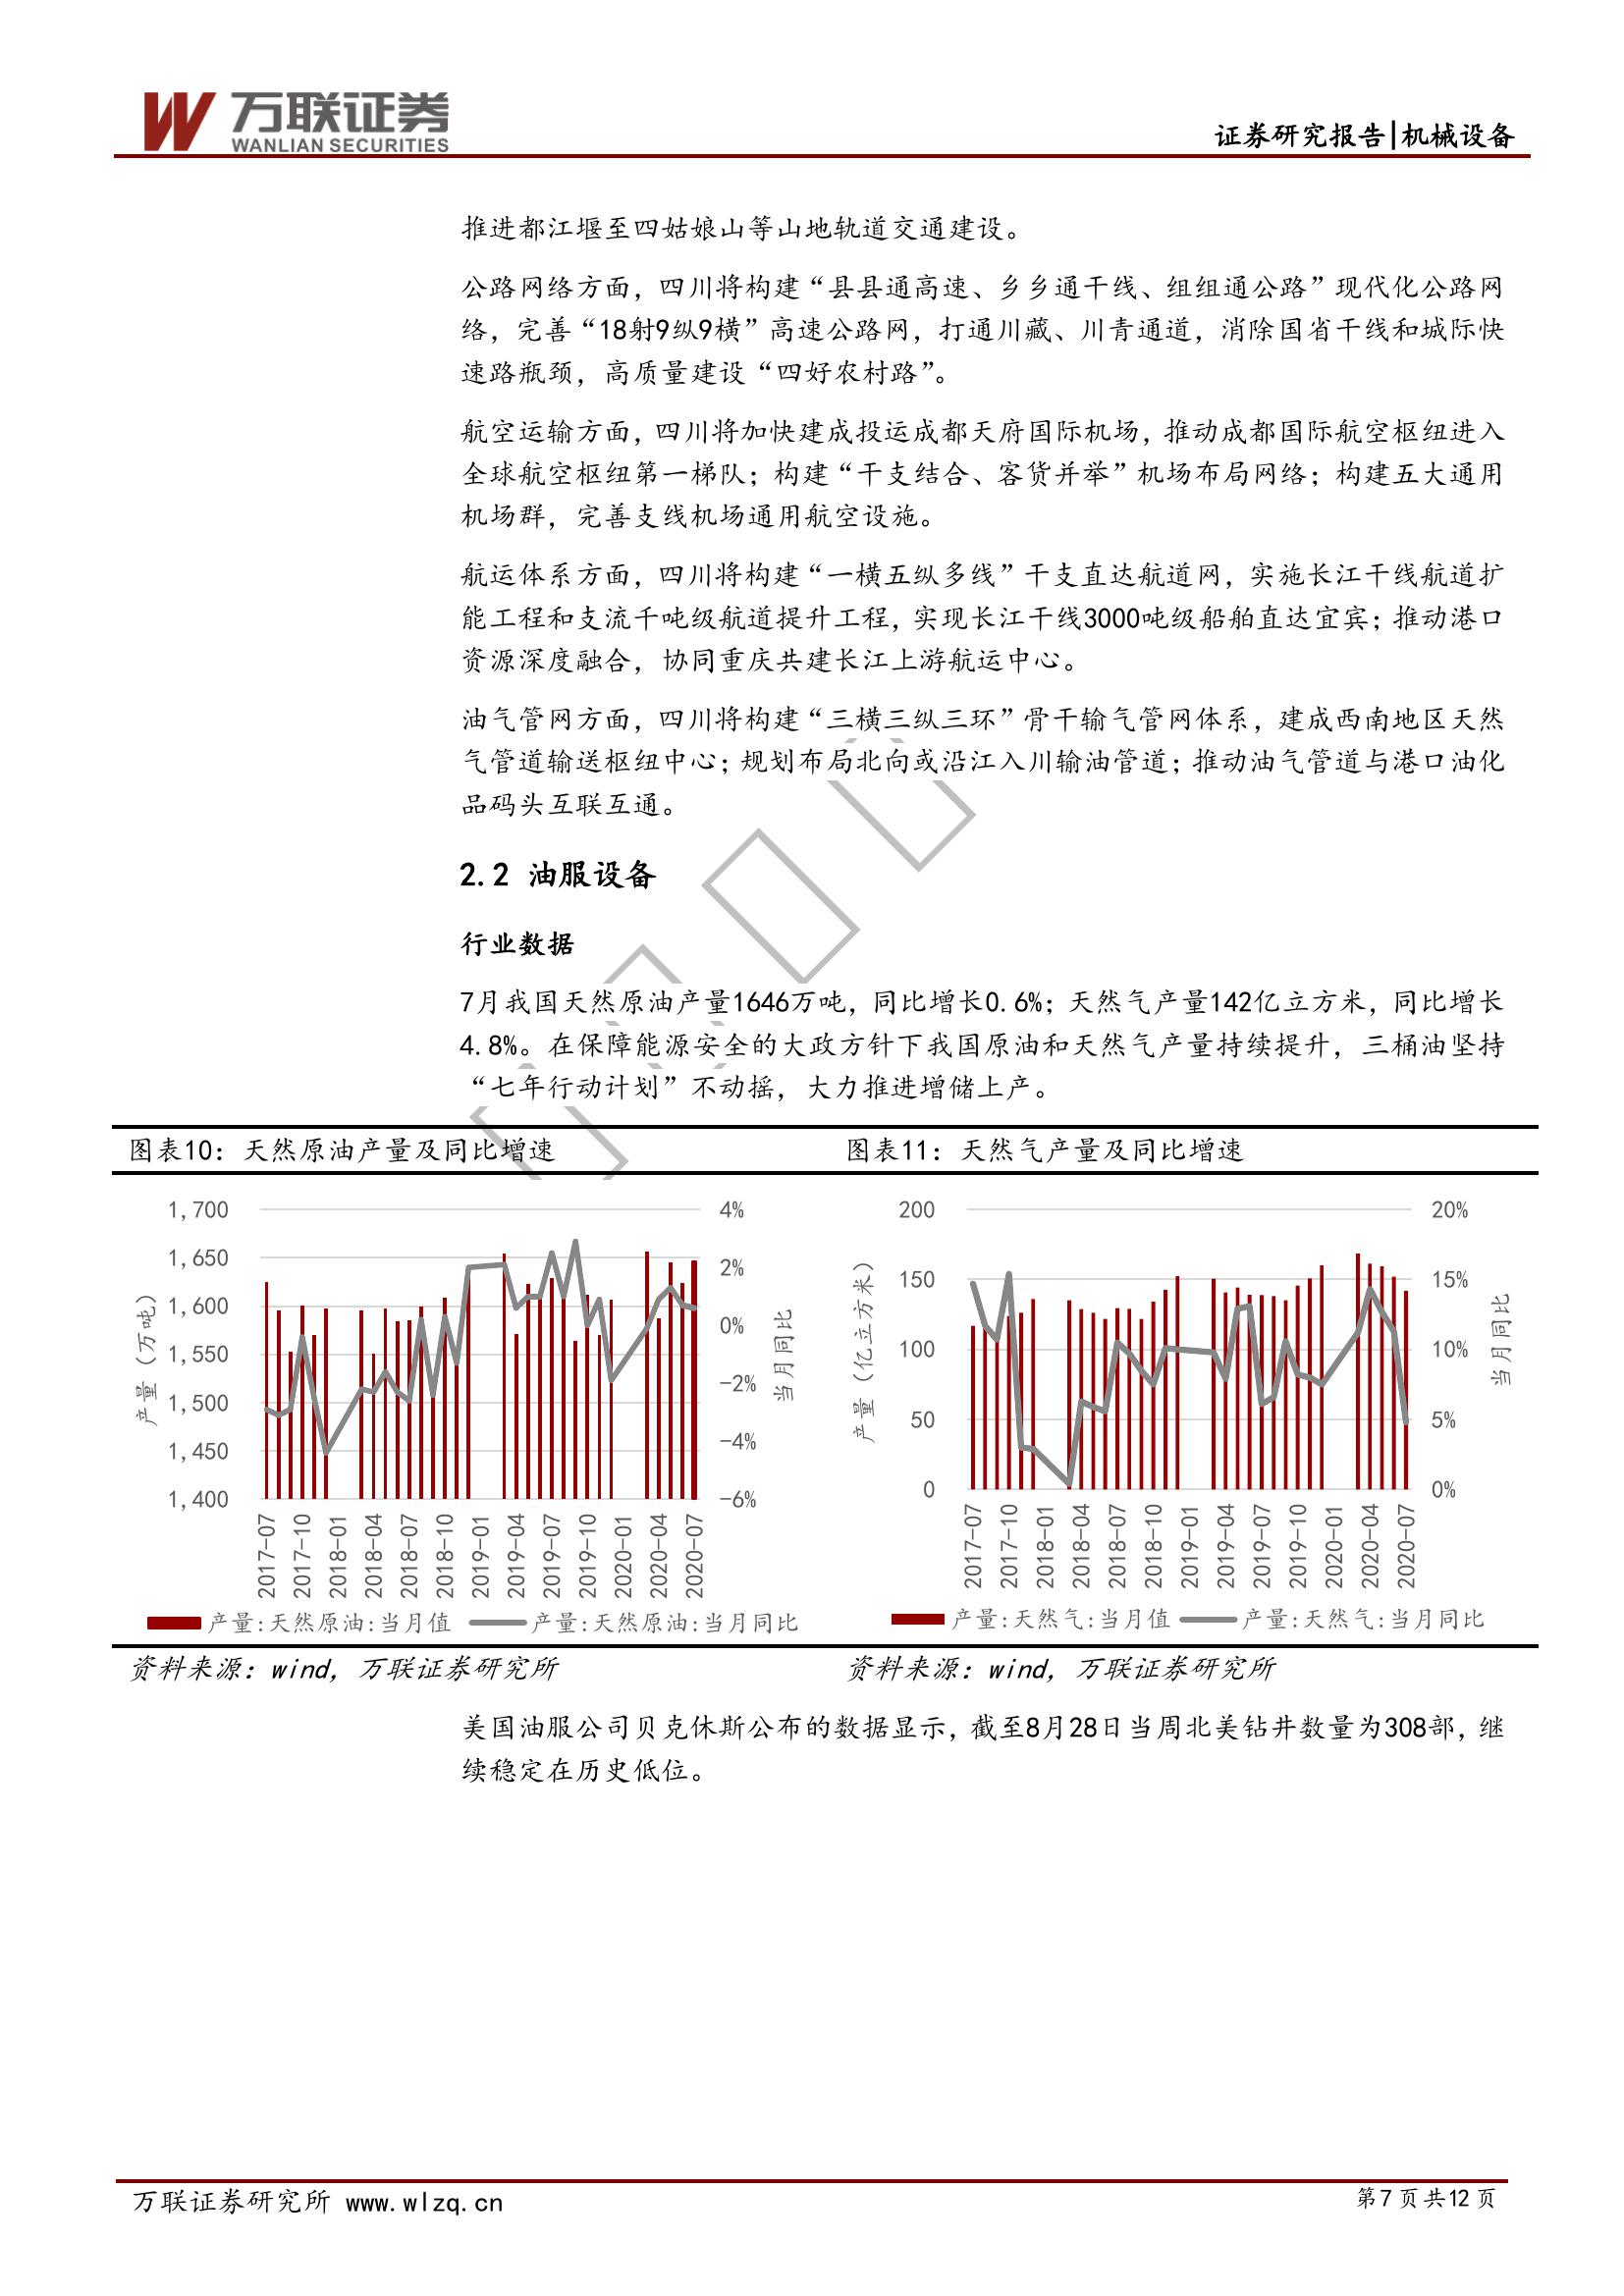 万联证券
WANLIAN SECURITIES
证券研究报告|机械设备
推进都江堰至四姑娘山等山地轨道交通建设。
公路网络方面，四川将构建“县县通高速、乡乡通干线、组组通公路”现代化公路网
络，完善“18射9纵9横”高速公路网，打通川藏、川青通道，消除国省干线和城际快
速路瓶颈，高质量建设“四好农村路”。
航空运输方面，四川将加快建成投运成都天府国际机场，推动成都国际航空枢纽进入
全球航空枢纽第一梯队；构建“干支结合、客货并举”机场布局网络；构建五大通用
机场群，完善支线机场通用航空设施。
航运体系方面，四川将构建“一横五纵多线”干支直达航道网，实施长江干线航道扩
能工程和支流千吨级航道提升工程，实现长江干线3000吨级船舶直达宜宾；推动港口
资源深度融合，协同重庆共建长江上游航运中心。
油气管网方面，四川将构建“三横三纵三环”骨干输气管网体系，建成西南地区天然
气管道输送枢纽中心；规划布局北向或沿江入川输油管道；推动油气管道与港口油化
品码头互联互通。
2.2 油服设备
行业数据
7月我国天然原油产量1646万吨，同比增长0.6%；天然气产量142亿立方米，同比增长
4.8%。在保障能源安全的大政方针下我国原油和天然气产量持续提升，三桶油坚持
“七年行动计划”不动摇，大力推进增储上产。
图表10：天然原油产量及同比增速
1,700
1,650
1,600
1,550
1,500
1,450
1,400
产量（万吨）
4%
2%
0%
-2%
-4%
-6%
当月同比
2017-07
2017-10
2018-01
2018-04
2018-07
2018-10
2019-01
2019-04
2019-07
2019-10
2020-01
2020-04
2020-07
产量:天然原油:当月值 产量:天然原油:当月同比
资料来源：wind，万联证券研究所
图表11：天然气产量及同比增速
200
150
100
50
0
产量（亿立方米）
20%
15%
10%
5%
0%
当月同比
2017-07
2017-10
2018-01
2018-04
2018-07
2018-10
2019-01
2019-04
2019-07
2019-10
2020-01
2020-04
2020-07
产量:天然气:当月值 产量:天然气:当月同比
资料来源：wind，万联证券研究所
美国油服公司贝克休斯公布的数据显示，截至8月28日当周北美钻井数量为308部，继
续稳定在历史低位。
万联证券研究所 www.wlzq.cn
第7页共12页